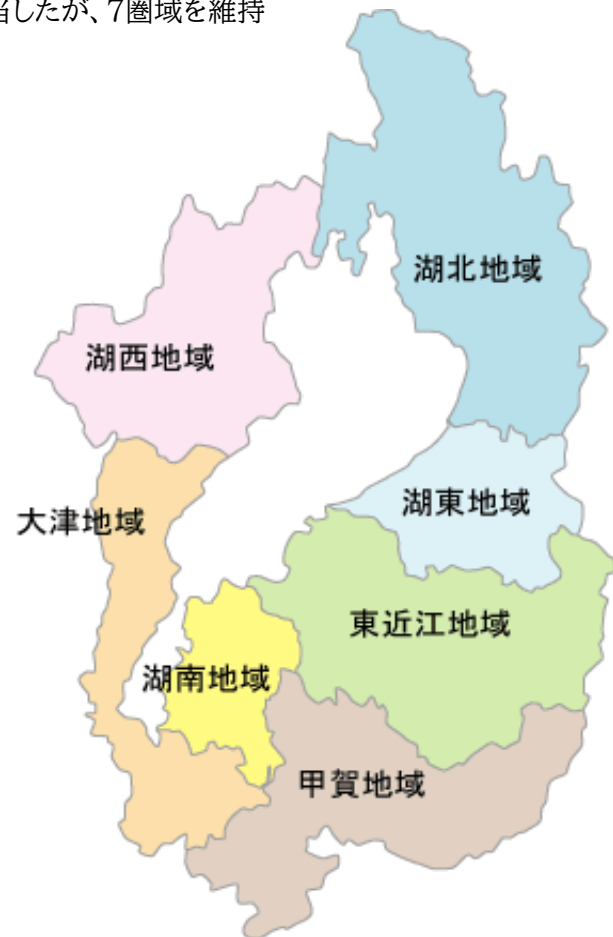 当したが、7圏域を維持
湖北地域
湖西地域
湖東地域
大津地域
東近江地域
湖南地域
甲賀地域